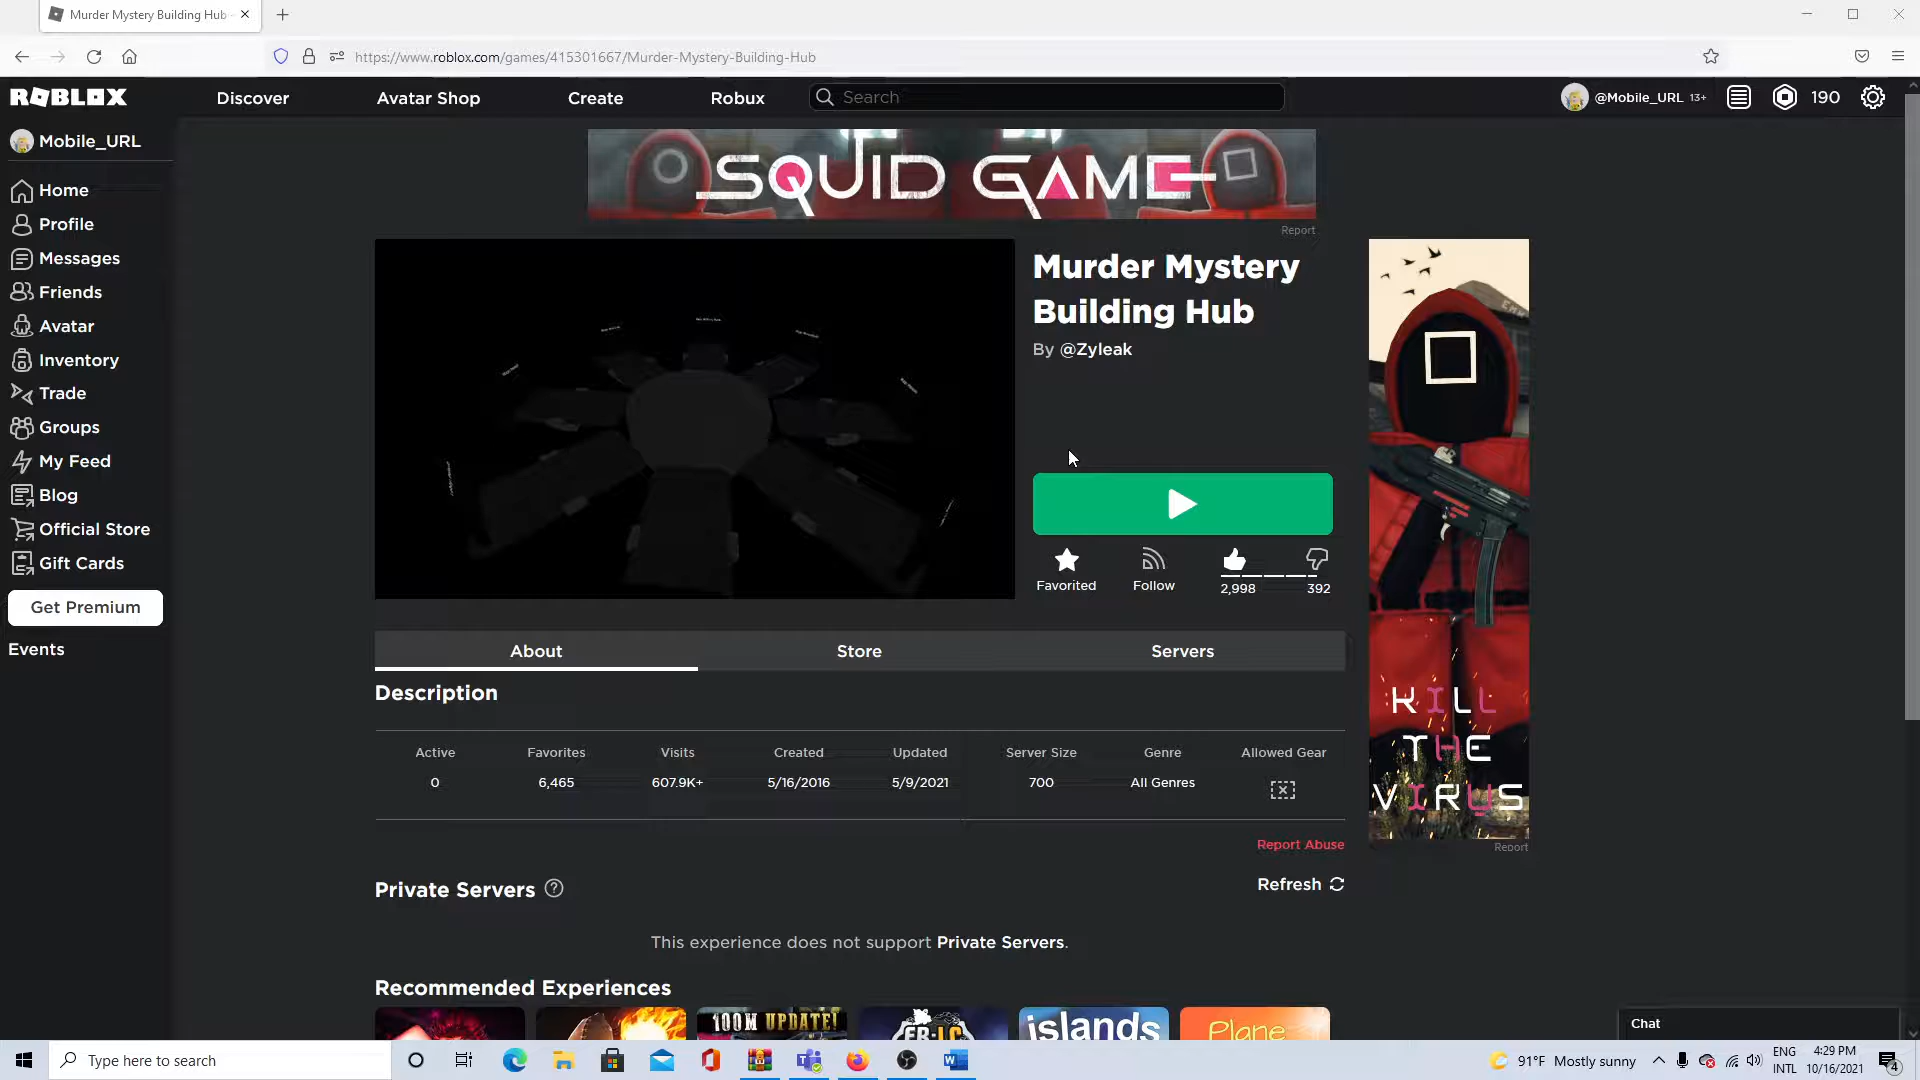 Murder Mystery Building Hub -
https://www.roblox.com/games/415301667/Murder-Mystery-Building-Hub
ROBLOX
Discover
Avatar Shop
Create
Robux
Search
@Mobile_URL 13+
190
Mobile_URL
Home
Profile
Messages
Friends
Avatar
Inventory
Trade
Groups
My Feed
Blog
Official Store
Gift Cards
Get Premium
Events
SQUID GAME
Report
Murder Mystery
Building Hub
By @Zyleak
Favorited
Follow
2,998
392
About
Store
Servers
Description
Active Favorites Visits Created Updated Server Size Genre Allowed Gear
0 6,465 607.9K+ 5/16/2016 5/9/2021 700 All Genres
Report Abuse
Private Servers ?
Refresh
This experience does not support Private Servers.
Recommended Experiences
100M UPDATE!
ER:LC
islands
Plane
KILL
THE
VIRUS
Report
Chat
Type here to search
91°F Mostly sunny
ENG
INTL
4:29 PM
10/16/2021
4